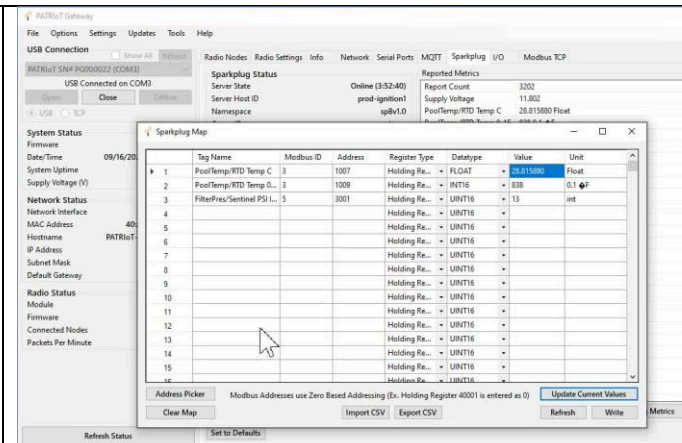 PATRIoT Gateway
File Options Settings Updates Tools Help
USB Connection
Show All Refresh
PATRIoT SN# PG000022 (COM3)
USB Connected on COM3
Open Close Offline
USB TCP
System Status
Firmware
Date/Time 09/16/20
System Uptime
Supply Voltage (V)
Network Status
Network Interface
MAC Address 40:
Hostname PATRIoT-
IP Address
Subnet Mask
Default Gateway
Radio Status
Module
Firmware
Connected Nodes
Packets Per Minute
Refresh Status
Radio Nodes Radio Settings Info Network Serial Ports MQTT Sparkplug I/O Modbus TCP
Sparkplug Status
Server State Online (3:52:40)
Server Host ID prod-ignition1
Namespace spBv1.0
Reported Metrics
Report Count 3202
Supply Voltage 11.802
PoolTemp/RTD Temp C 28.815880 Float
Sparkplug Map
Tag Name Modbus ID Address Register Type Datatype Value Unit
1 PoolTemp/RTD Temp C 3 1007 Holding Re... FLOAT 28.815880 Float
2 PoolTemp/RTD Temp 0... 3 1009 Holding Re... INT16 838 0.1 �F
3 FilterPres/Sentinel PSI I... 5 3001 Holding Re... UINT16 13 int
4 Holding Re... UINT16
5 Holding Re... UINT16
6 Holding Re... UINT16
7 Holding Re... UINT16
8 Holding Re... UINT16
9 Holding Re... UINT16
10 Holding Re... UINT16
11 Holding Re... UINT16
12 Holding Re... UINT16
13 Holding Re... UINT16
14 Holding Re... UINT16
15 Holding Re... UINT16
Address Picker Modbus Addresses use Zero Based Addressing (Ex. Holding Register 40001 is entered as 0) Update Current Values
Clear Map Import CSV Export CSV Refresh Write
Metrics
Set to Defaults